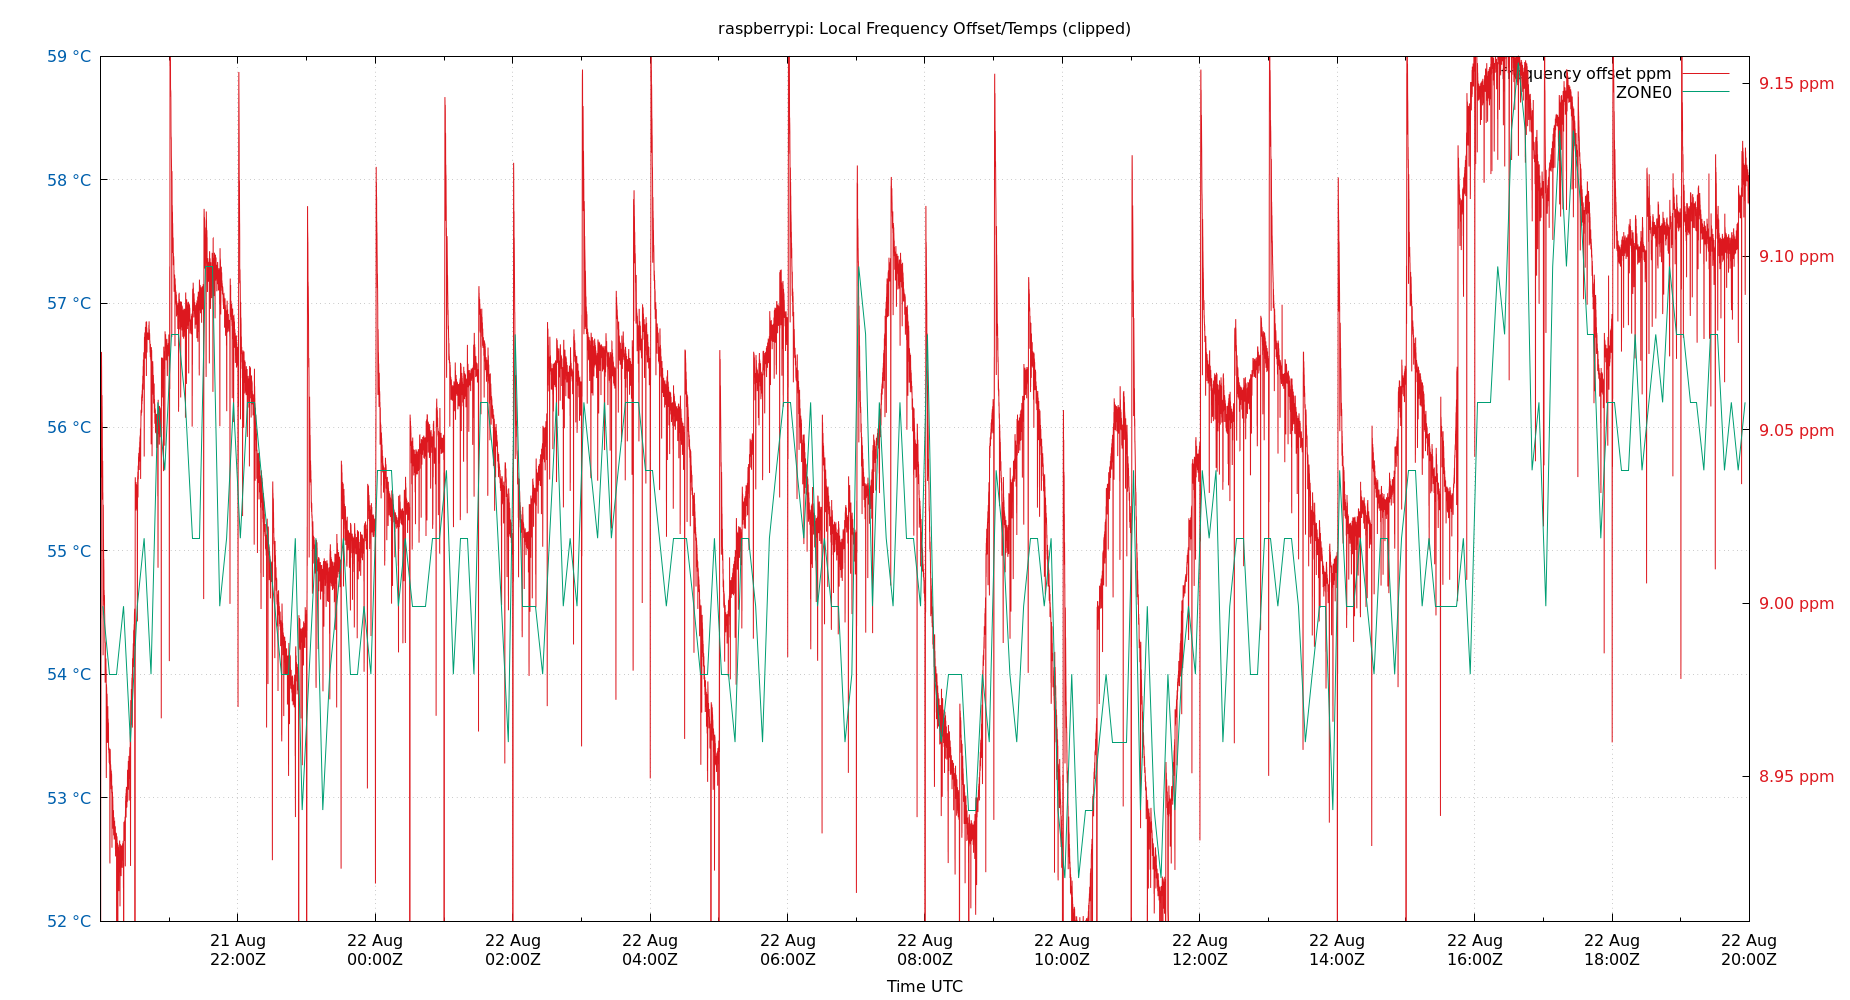 raspberrypi: Local Frequency Offset/Temps (clipped)
59 °C
58 °C
57 °C
56 °C
55 °C
54 °C
53 °C
52 °C
frequency offset ppm
ZONE0
9.15 ppm
9.10 ppm
9.05 ppm
9.00 ppm
8.95 ppm
21 Aug
22:00Z
22 Aug
00:00Z
22 Aug
02:00Z
22 Aug
04:00Z
22 Aug
06:00Z
22 Aug
08:00Z
22 Aug
10:00Z
22 Aug
12:00Z
22 Aug
14:00Z
22 Aug
16:00Z
22 Aug
18:00Z
22 Aug
20:00Z
Time UTC